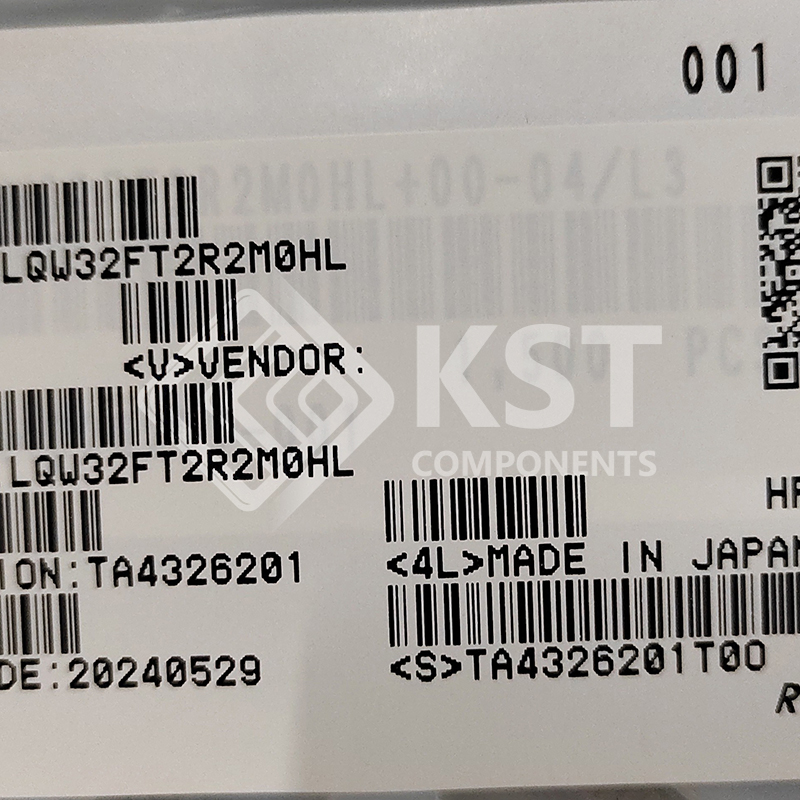 001
R2M0HL+00-04/L3
LQW32FT2R2M0HL
<V>VENDOR:
KST
COMPONENTS
LQW32FT2R2M0HL
HF
ION:TA4326201
<4L>MADE IN JAPAN
DE:20240529
<S>TA4326201T00
R